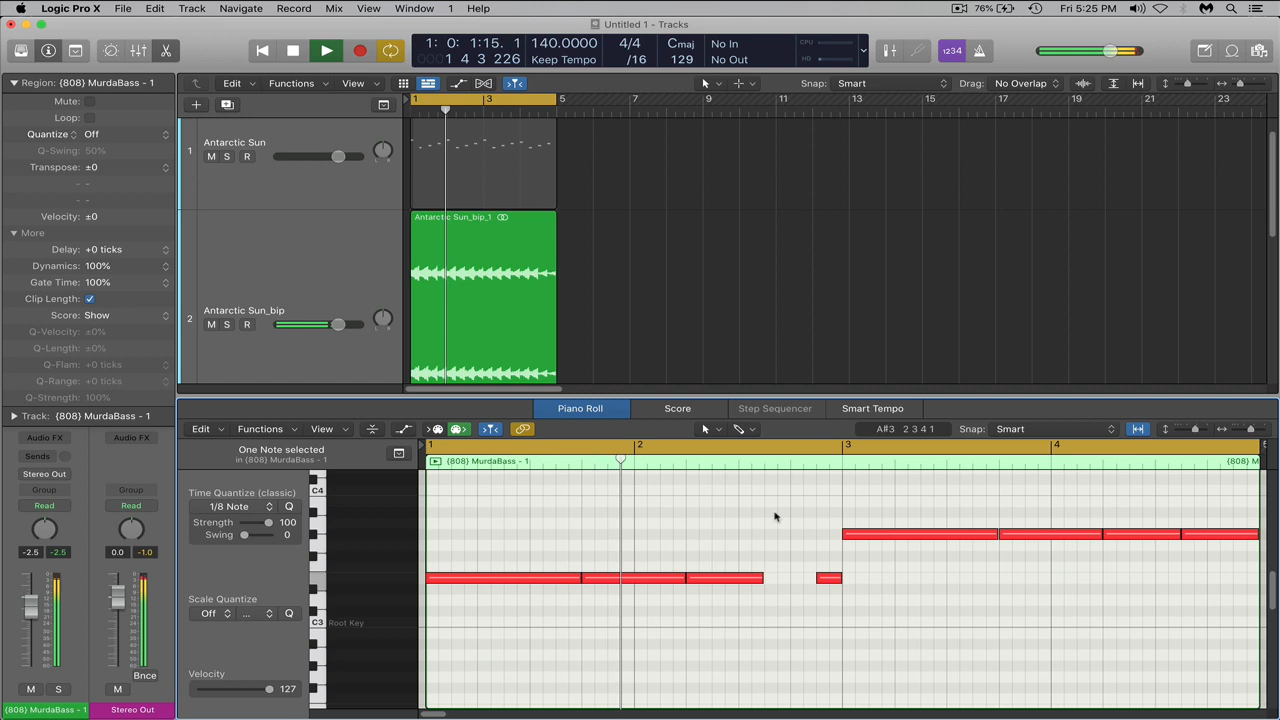 Logic Pro X File Edit Track Navigate Record Mix View Window 1 Help 76% Fri 5:25 PM
Untitled 1 - Tracks
1: 0: 1:15. 1 140.0000 4/4 Cmaj No In CPU
1 4 3 226 Keep Tempo /16 129 No Out HD
1234
Region: {808} MurdaBass - 1
Mute:
Loop:
Quantize Off
Q-Swing: 50%
Transpose: ±0
- -
- -
Velocity: ±0
More
Delay: +0 ticks
Dynamics: 100%
Gate Time: 100%
Clip Length:
Score: Show
Q-Velocity: ±0%
Q-Length: ±0%
Q-Flam: +0 ticks
Q-Range: +0 ticks
Q-Strength: 100%
Track: {808} MurdaBass - 1
Audio FX Audio FX
Sends
Stereo Out
Group Group
Read Read
-2.5 -2.5 0.0 -1.0
Bnce
M S M
{808} MurdaBass - 1 Stereo Out
Edit Functions View Snap: Smart Drag: No Overlap
1 3 5 7 9 11 13 15 17 19 21 23
1 Antarctic Sun
M S R
Antarctic Sun_bip_1
2 Antarctic Sun_bip
M S R
Piano Roll Score Step Sequencer Smart Tempo
Edit Functions View A#3 2 3 4 1 Snap: Smart
One Note selected
in {808} MurdaBass - 1
1 2 3 4
{808} MurdaBass - 1 {808} M
Time Quantize (classic)
1/8 Note Q
Strength 100
Swing 0
Scale Quantize
Off ... Q
Velocity
127
C4
C3 Root Key